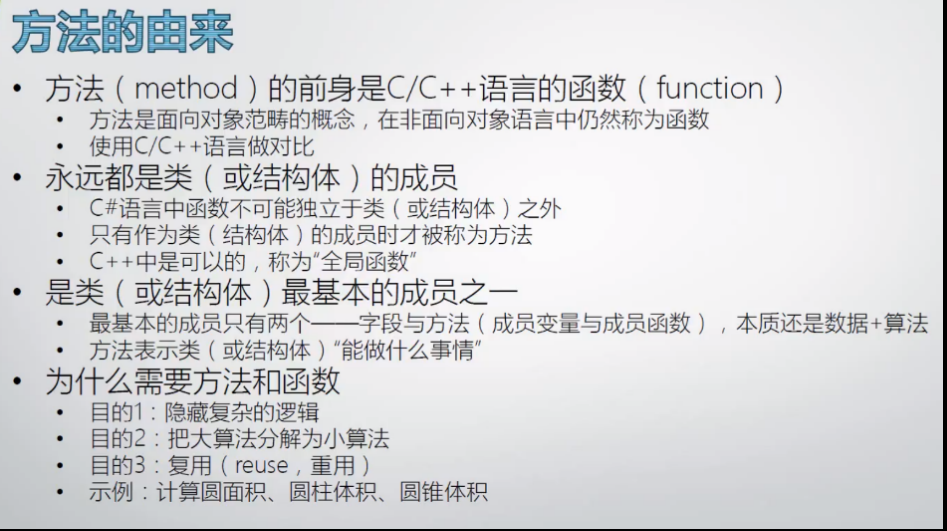 方法的由来
• 方法（method）的前身是C/C++语言的函数（function）
• 方法是面向对象范畴的概念，在非面向对象语言中仍然称为函数
• 使用C/C++语言做对比
• 永远都是类（或结构体）的成员
• C#语言中函数不可能独立于类（或结构体）之外
• 只有作为类（结构体）的成员时才被称为方法
• C++中是可以的，称为“全局函数”
• 是类（或结构体）最基本的成员之一
• 最基本的成员只有两个——字段与方法（成员变量与成员函数），本质还是数据+算法
• 方法表示类（或结构体）“能做什么事情”
• 为什么需要方法和函数
• 目的1：隐藏复杂的逻辑
• 目的2：把大算法分解为小算法
• 目的3：复用（reuse，重用）
• 示例：计算圆面积、圆柱体积、圆锥体积